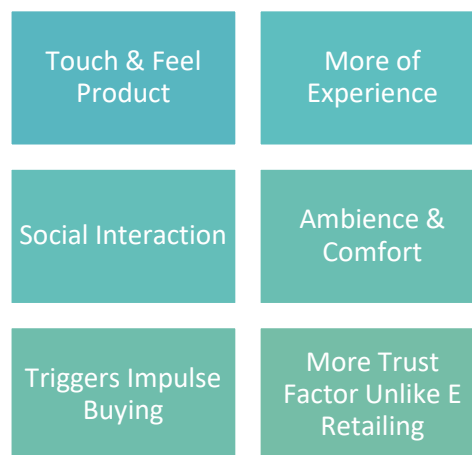 Touch & Feel
Product
More of
Experience
Social Interaction
Ambience &
Comfort
Triggers Impulse
Buying
More Trust
Factor Unlike E
Retailing